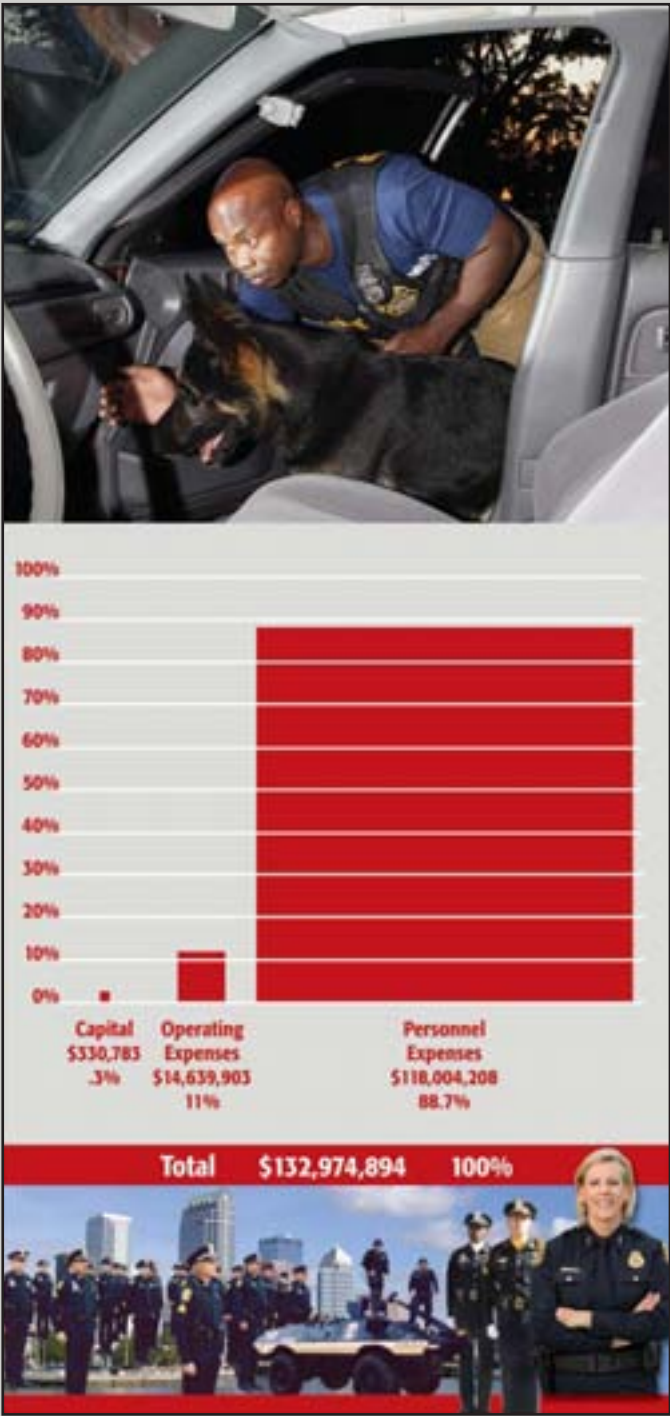 100%
90%
80%
70%
60%
50%
40%
30%
20%
10%
0%
Capital
$330,783
.3%
Operating
Expenses
$14,639,903
11%
Personnel
Expenses
$118,004,208
88.7%
Total $132,974,894 100%